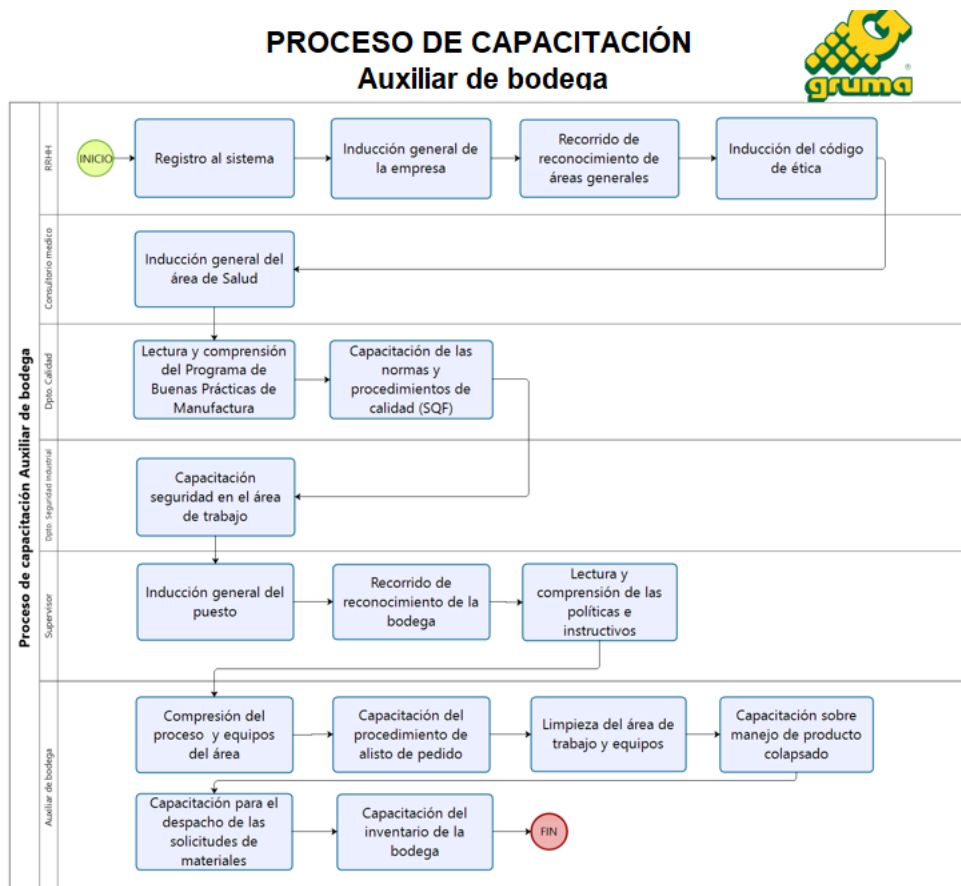 PROCESO DE CAPACITACIÓN
Auxiliar de bodega
gruma
®
Proceso de capacitación Auxiliar de bodega
RRHH
INICIO
Registro al sistema
Inducción general de
la empresa
Recorrido de
reconocimiento de
áreas generales
Inducción del código
de ética
Consultorio medico
Inducción general del
área de Salud
Dpto. Calidad
Lectura y comprensión
del Programa de
Buenas Prácticas de
Manufactura
Capacitación de las
normas y
procedimientos de
calidad (SQF)
Dpto. Seguridad Industrial
Capacitación
seguridad en el área
de trabajo
Supervisor
Inducción general del
puesto
Recorrido de
reconocimiento de la
bodega
Lectura y
comprensión de las
políticas e
instructivos
Auxiliar de bodega
Compresión del
proceso y equipos
del área
Capacitación del
procedimiento de
alisto de pedido
Limpieza del área de
trabajo y equipos
Capacitación sobre
manejo de producto
colapsado
Capacitación para el
despacho de las
solicitudes de
materiales
Capacitación del
inventario de la
bodega
FIN